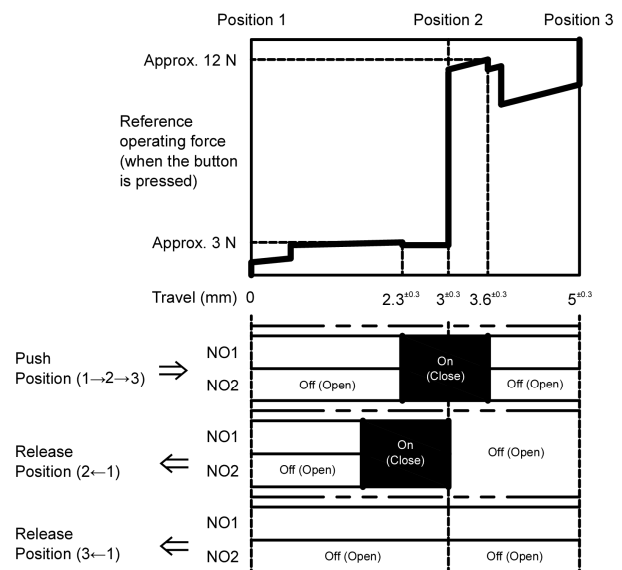 Position 1 Position 2 Position 3
Approx. 12 N
Reference
operating force
(when the button
is pressed)
Approx. 3 N
Travel (mm) 0 2.3±0.3 3±0.3 3.6±0.3 5±0.3
Push
Position (1→2→3)
NO1
NO2
On
(Close)
Off (Open)
Off (Open)
Release
Position (2←1)
NO1
NO2
On
(Close)
Off (Open)
Off (Open)
Release
Position (3←1)
NO1
NO2
Off (Open)
Off (Open)